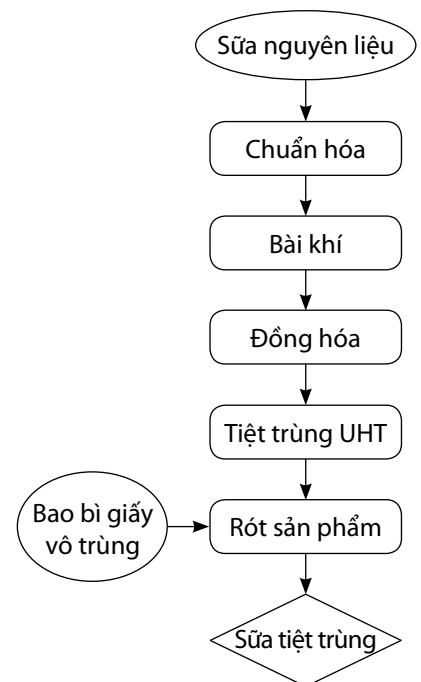 Sữa nguyên liệu
Chuẩn hóa
Bài khí
Đồng hóa
Tiệt trùng UHT
Bao bì giấy
vô trùng
Rót sản phẩm
Sữa tiệt trùng